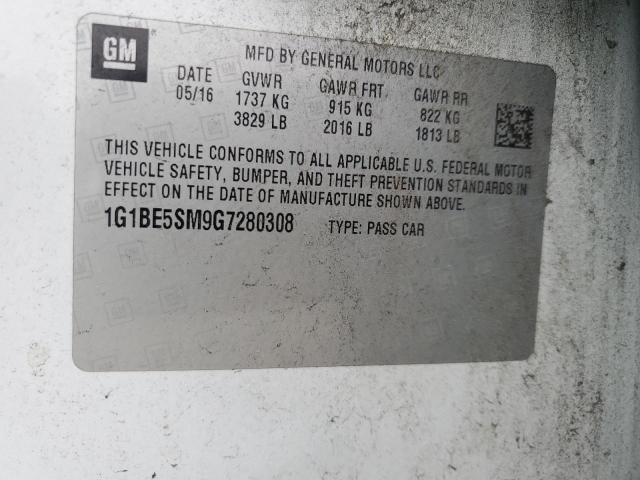 GM
MFD BY GENERAL MOTORS LLC
DATE GVWR GAWR FRT GAWR RR
05/16 1737 KG 915 KG 822 KG
3829 LB 2016 LB 1813 LB
THIS VEHICLE CONFORMS TO ALL APPLICABLE U.S. FEDERAL MOTOR
VEHICLE SAFETY, BUMPER, AND THEFT PREVENTION STANDARDS IN
EFFECT ON THE DATE OF MANUFACTURE SHOWN ABOVE.
1G1BE5SM9G7280308 TYPE: PASS CAR